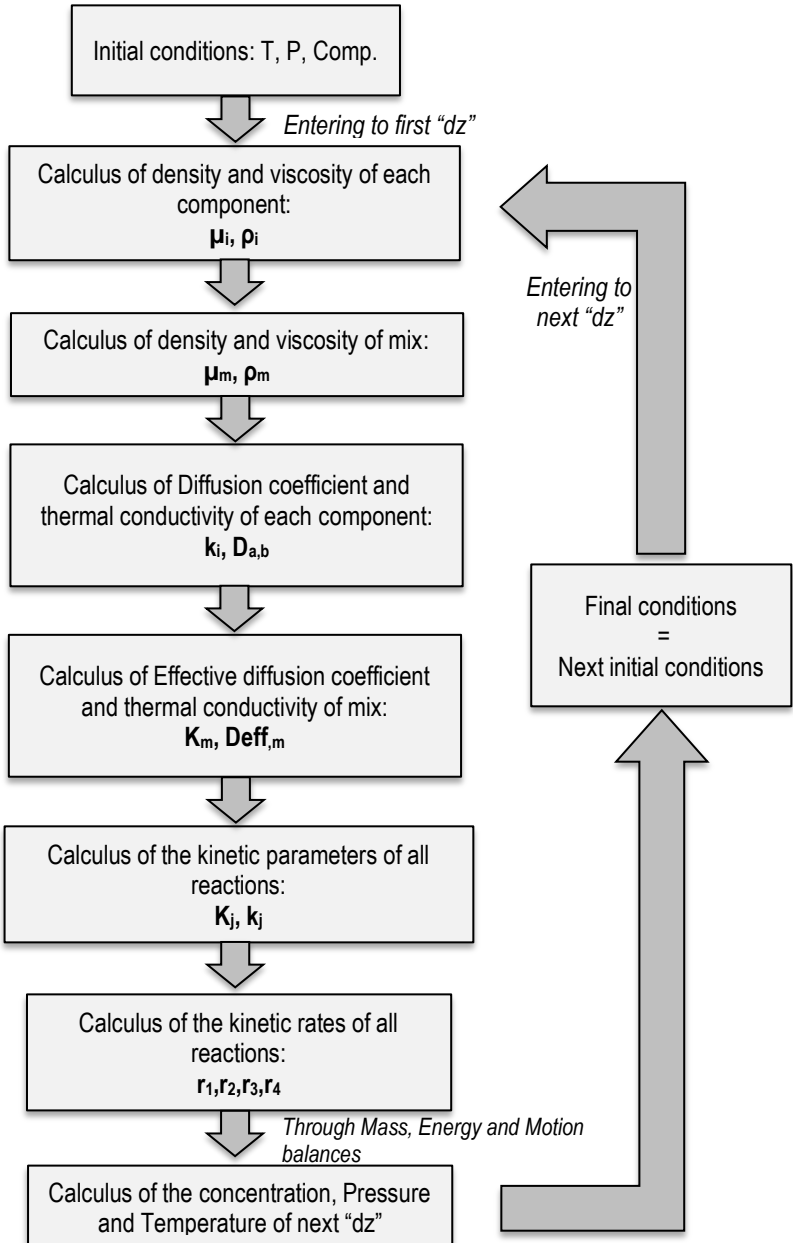 Initial conditions: T, P, Comp.
Entering to first “dz”
Calculus of density and viscosity of each
component:
μi, ρi
Entering to
next “dz”
Calculus of density and viscosity of mix:
μm, ρm
Calculus of Diffusion coefficient and
thermal conductivity of each component:
ki, Da,b
Final conditions
=
Next initial conditions
Calculus of Effective diffusion coefficient
and thermal conductivity of mix:
Km, Deff,m
Calculus of the kinetic parameters of all
reactions:
Kj, kj
Calculus of the kinetic rates of all
reactions:
r1,r2,r3,r4
Through Mass, Energy and Motion
balances
Calculus of the concentration, Pressure
and Temperature of next “dz”